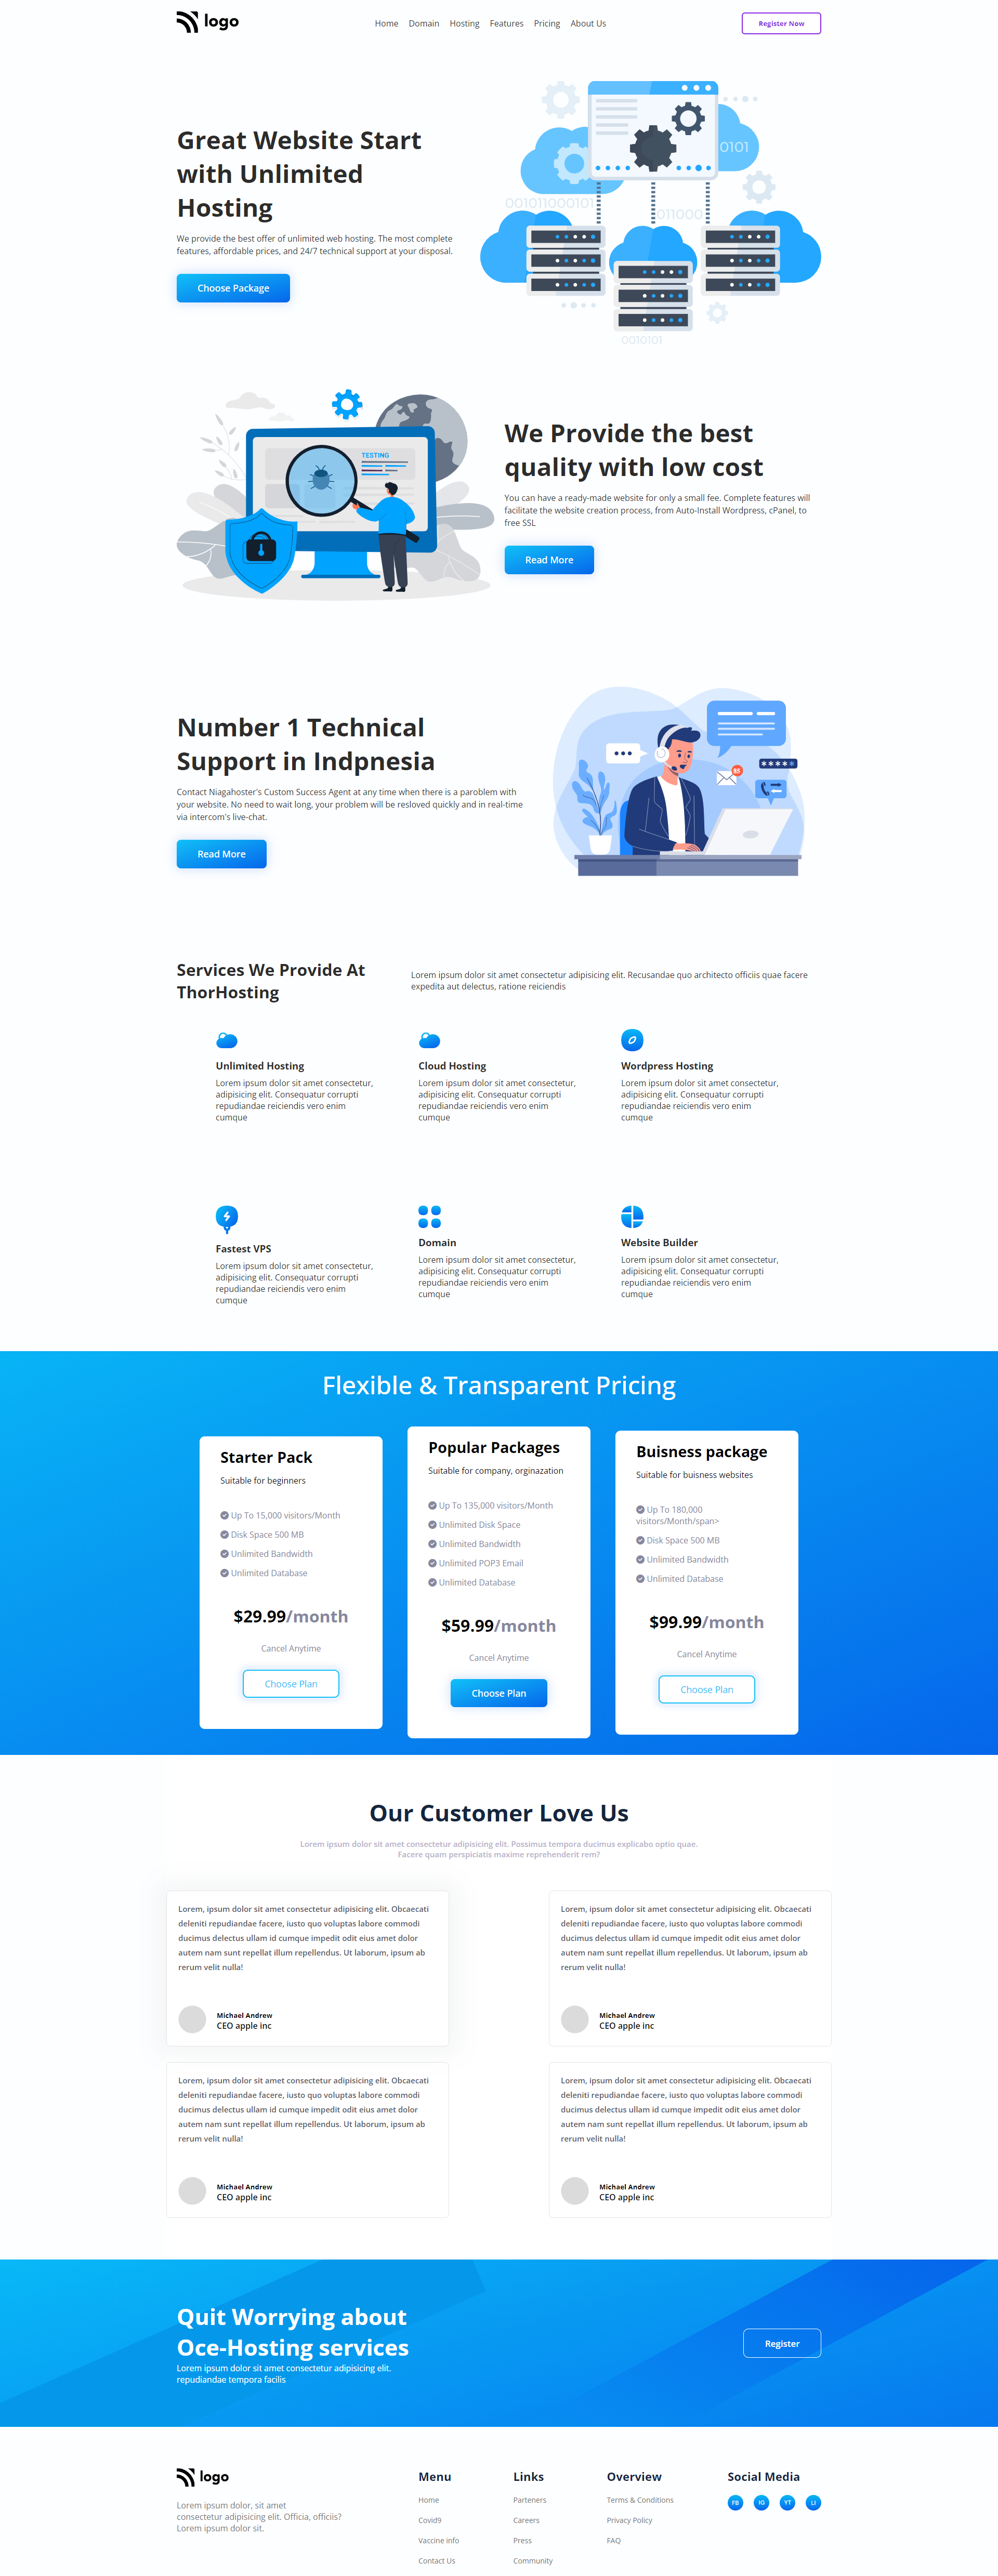 logo
Home Domain Hosting Features Pricing About Us
Register Now
Great Website Start
with Unlimited
Hosting
We provide the best offer of unlimited web hosting. The most complete
features, affordable prices, and 24/7 technical support at your disposal.
Choose Package
0101
001011000101
011000
0010101
TESTING
We Provide the best
quality with low cost
You can have a ready-made website for only a small fee. Complete features will
facilitate the website creation process, from Auto-Install Wordpress, cPanel, to
free SSL
Read More
Number 1 Technical
Support in Indpnesia
Contact Niagahoster's Custom Success Agent at any time when there is a paroblem with
your website. No need to wait long, your problem will be resloved quickly and in real-time
via intercom's live-chat.
Read More
85
*****
Services We Provide At
ThorHosting
Lorem ipsum dolor sit amet consectetur adipisicing elit. Recusandae quo architecto officiis quae facere
expedita aut delectus, ratione reiciendis
Unlimited Hosting
Lorem ipsum dolor sit amet consectetur,
adipisicing elit. Consequatur corrupti
repudiandae reiciendis vero enim
cumque
Cloud Hosting
Lorem ipsum dolor sit amet consectetur,
adipisicing elit. Consequatur corrupti
repudiandae reiciendis vero enim
cumque
Wordpress Hosting
Lorem ipsum dolor sit amet consectetur,
adipisicing elit. Consequatur corrupti
repudiandae reiciendis vero enim
cumque
Fastest VPS
Lorem ipsum dolor sit amet consectetur,
adipisicing elit. Consequatur corrupti
repudiandae reiciendis vero enim
cumque
Domain
Lorem ipsum dolor sit amet consectetur,
adipisicing elit. Consequatur corrupti
repudiandae reiciendis vero enim
cumque
Website Builder
Lorem ipsum dolor sit amet consectetur,
adipisicing elit. Consequatur corrupti
repudiandae reiciendis vero enim
cumque
Flexible & Transparent Pricing
Starter Pack
Suitable for beginners
Up To 15,000 visitors/Month
Disk Space 500 MB
Unlimited Bandwidth
Unlimited Database
$29.99/month
Cancel Anytime
Choose Plan
Popular Packages
Suitable for company, orginazation
Up To 135,000 visitors/Month
Unlimited Disk Space
Unlimited Bandwidth
Unlimited POP3 Email
Unlimited Database
$59.99/month
Cancel Anytime
Choose Plan
Buisness package
Suitable for buisness websites
Up To 180,000
visitors/Month/span>
Disk Space 500 MB
Unlimited Bandwidth
Unlimited Database
$99.99/month
Cancel Anytime
Choose Plan
Our Customer Love Us
Lorem ipsum dolor sit amet consectetur adipisicing elit. Possimus tempora ducimus explicabo optio quae.
Facere quam perspiciatis maxime reprehenderit rem?
Lorem, ipsum dolor sit amet consectetur adipisicing elit. Obcaecati
deleniti repudiandae facere, iusto quo voluptas labore commodi
ducimus delectus ullam id cumque impedit odit eius amet dolor
autem nam sunt repellat illum repellendus. Ut laborum, ipsum ab
rerum velit nulla!
Michael Andrew
CEO apple inc
Lorem, ipsum dolor sit amet consectetur adipisicing elit. Obcaecati
deleniti repudiandae facere, iusto quo voluptas labore commodi
ducimus delectus ullam id cumque impedit odit eius amet dolor
autem nam sunt repellat illum repellendus. Ut laborum, ipsum ab
rerum velit nulla!
Michael Andrew
CEO apple inc
Lorem, ipsum dolor sit amet consectetur adipisicing elit. Obcaecati
deleniti repudiandae facere, iusto quo voluptas labore commodi
ducimus delectus ullam id cumque impedit odit eius amet dolor
autem nam sunt repellat illum repellendus. Ut laborum, ipsum ab
rerum velit nulla!
Michael Andrew
CEO apple inc
Lorem, ipsum dolor sit amet consectetur adipisicing elit. Obcaecati
deleniti repudiandae facere, iusto quo voluptas labore commodi
ducimus delectus ullam id cumque impedit odit eius amet dolor
autem nam sunt repellat illum repellendus. Ut laborum, ipsum ab
rerum velit nulla!
Michael Andrew
CEO apple inc
Quit Worrying about
Oce-Hosting services
Lorem ipsum dolor sit amet consectetur adipisicing elit.
repudiandae tempora facilis
Register
logo
Lorem ipsum dolor, sit amet
consectetur adipisicing elit. Officia, officiis?
Lorem ipsum dolor sit.
Menu
Home
Covid9
Vaccine info
Contact Us
Links
Parteners
Careers
Press
Community
Overview
Terms & Conditions
Privacy Policy
FAQ
Social Media
FB IG YT LI